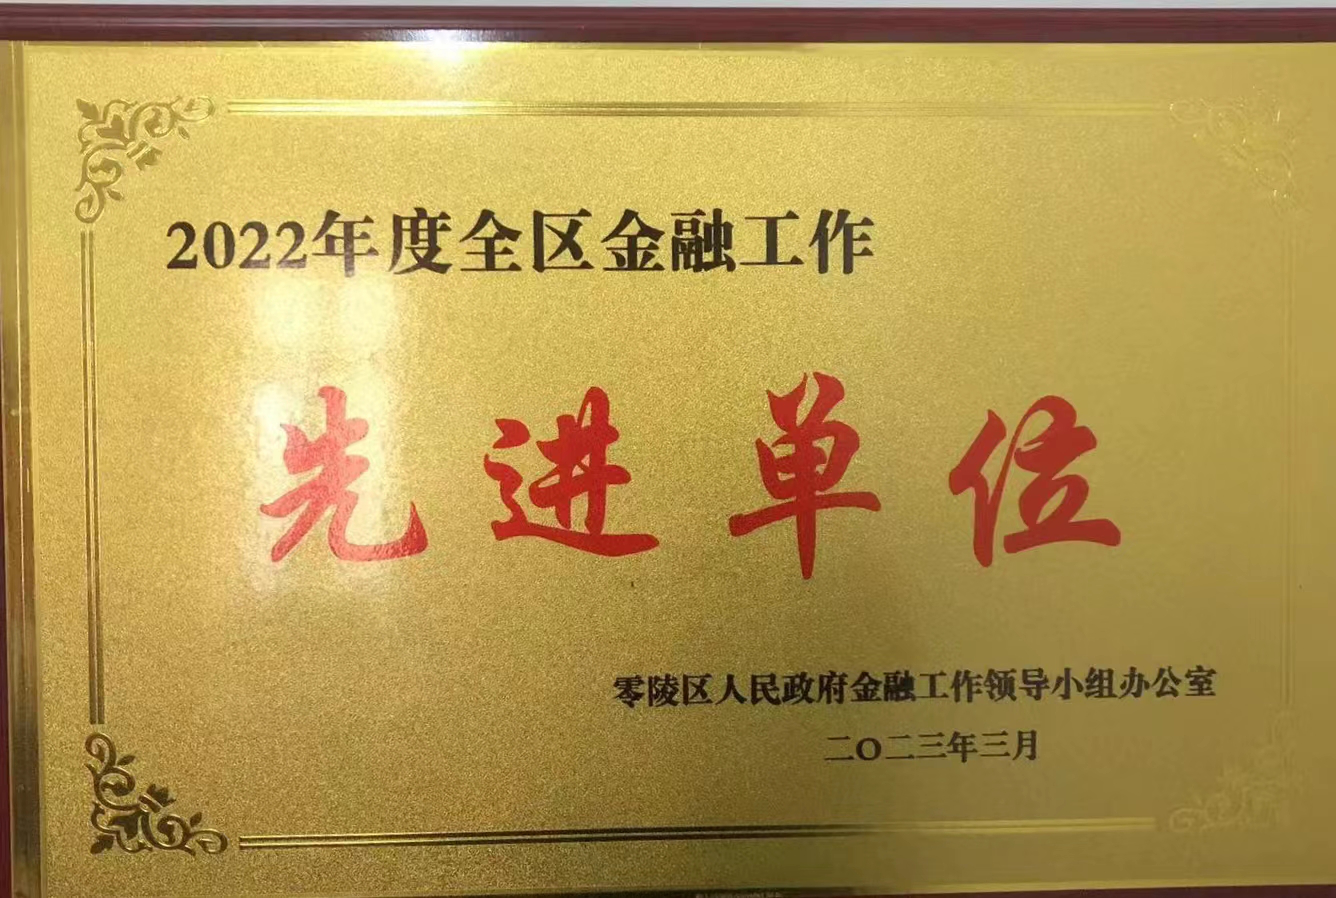 2022年度全区金融工作
先进单位
零陵区人民政府金融工作领导小组办公室
二〇二三年三月